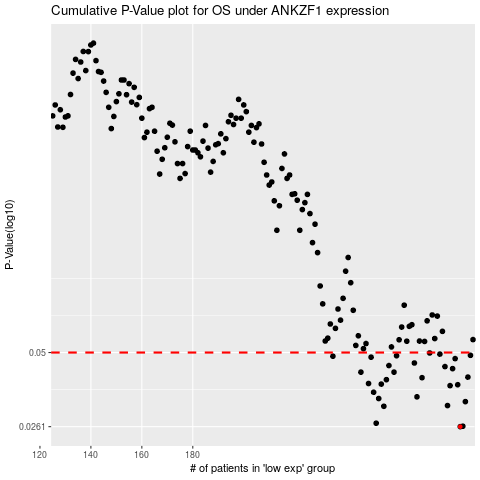 Cumulative P-Value plot for OS under ANKZF1 expression
P-Value(log10)
0.05
0.0261
120 140 160 180
# of patients in 'low exp' group